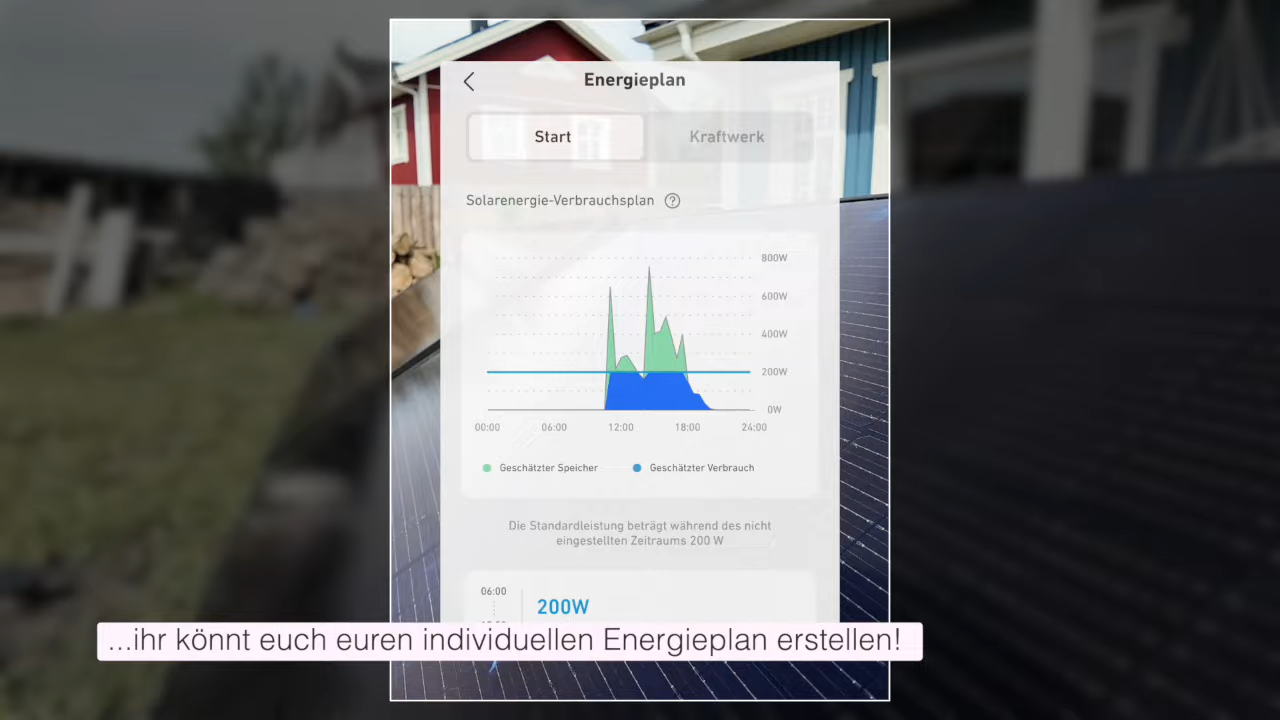 Energieplan
Start
Kraftwerk
Solarenergie-Verbrauchsplan ?
800W
600W
400W
200W
0W
00:00 06:00 12:00 18:00 24:00
Geschätzter Speicher
Geschätzter Verbrauch
Die Standardleistung beträgt während des nicht
eingestellten Zeitraums 200 W
06:00
200W
...ihr könnt euch euren individuellen Energieplan erstellen!